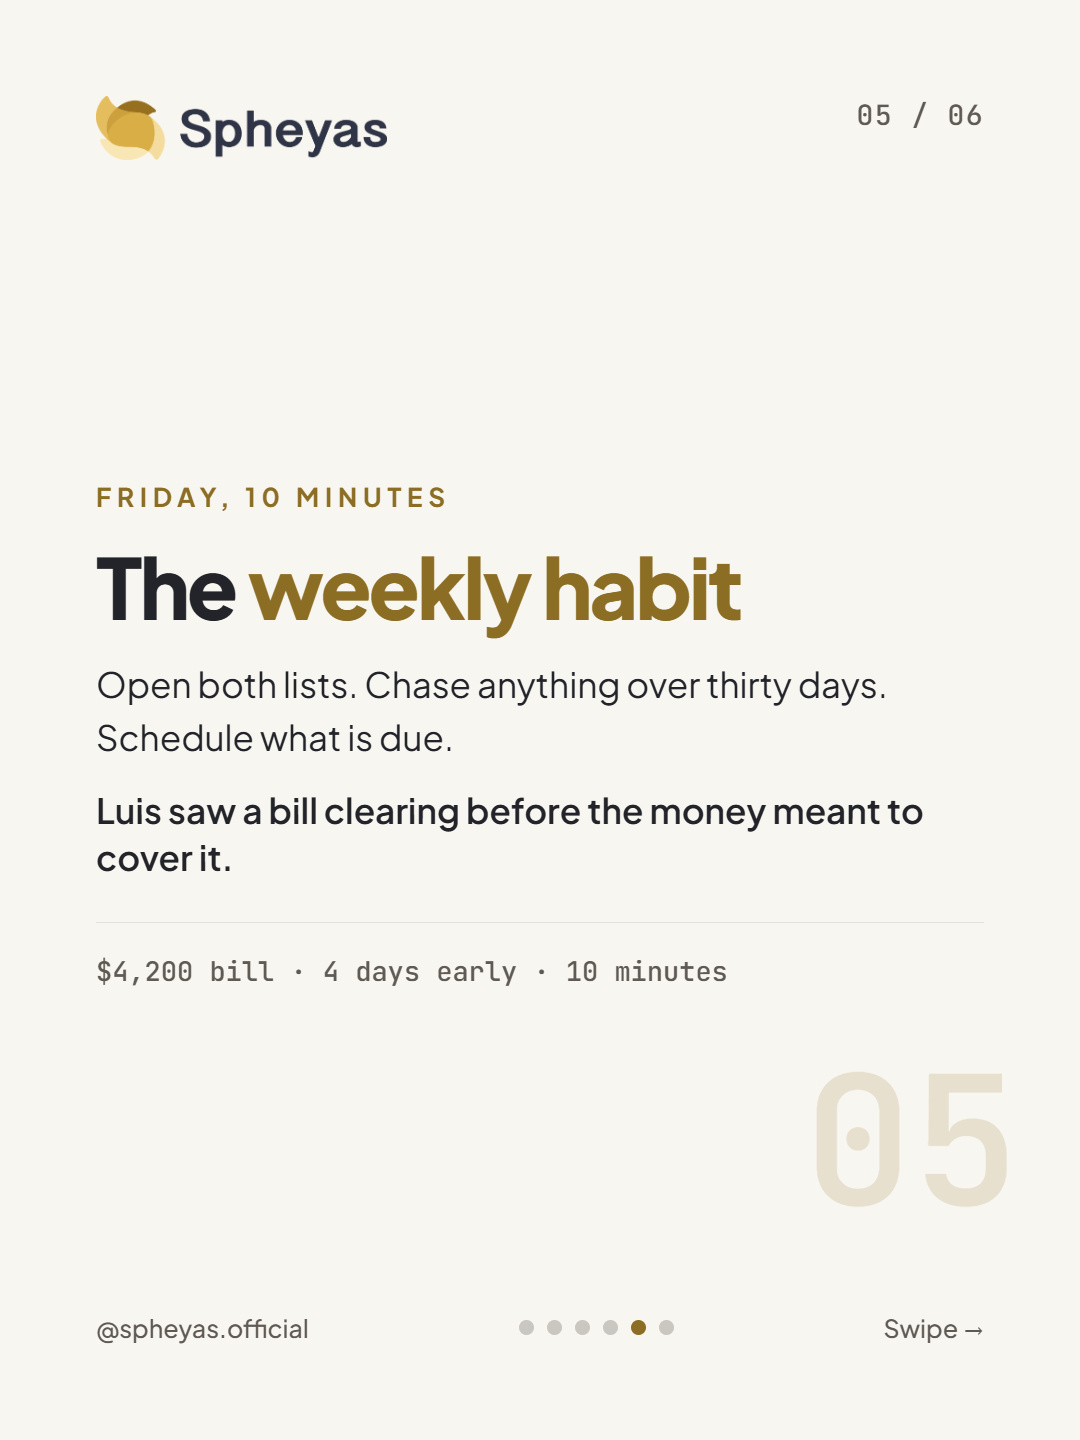 Spheyas
05 / 06
FRIDAY, 10 MINUTES
The weekly habit
Open both lists. Chase anything over thirty days.
Schedule what is due.
Luis saw a bill clearing before the money meant to
cover it.
$4,200 bill · 4 days early · 10 minutes
05
@spheyas.official
Swipe →